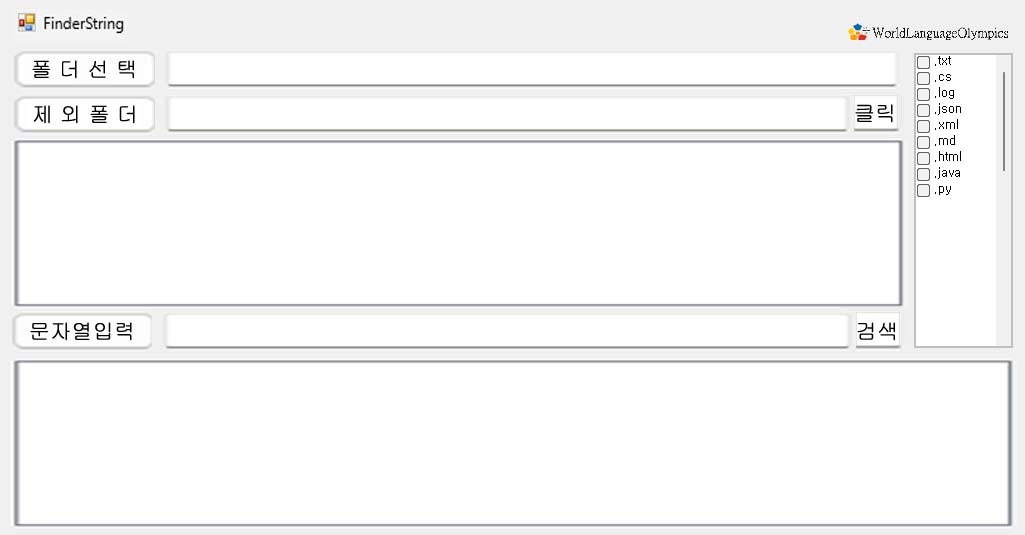 FinderString
WorldLanguageOlympics
폴 더 선 택
제 외 폴 더
클릭
문자열입력
검색
.txt
.cs
.log
.json
.xml
.md
.html
.java
.py